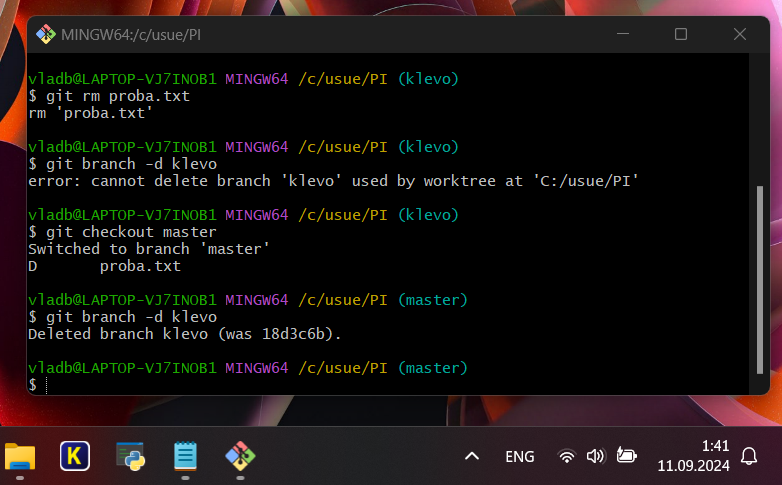 MINGW64:/c/usue/PI
vladb@LAPTOP-VJ7INOB1 MINGW64 /c/usue/PI (klevo)
$ git rm proba.txt
rm 'proba.txt'
vladb@LAPTOP-VJ7INOB1 MINGW64 /c/usue/PI (klevo)
$ git branch -d klevo
error: cannot delete branch 'klevo' used by worktree at 'C:/usue/PI'
vladb@LAPTOP-VJ7INOB1 MINGW64 /c/usue/PI (klevo)
$ git checkout master
Switched to branch 'master'
D       proba.txt
vladb@LAPTOP-VJ7INOB1 MINGW64 /c/usue/PI (master)
$ git branch -d klevo
Deleted branch klevo (was 18d3c6b).
vladb@LAPTOP-VJ7INOB1 MINGW64 /c/usue/PI (master)
$
K
ENG
1:41
11.09.2024